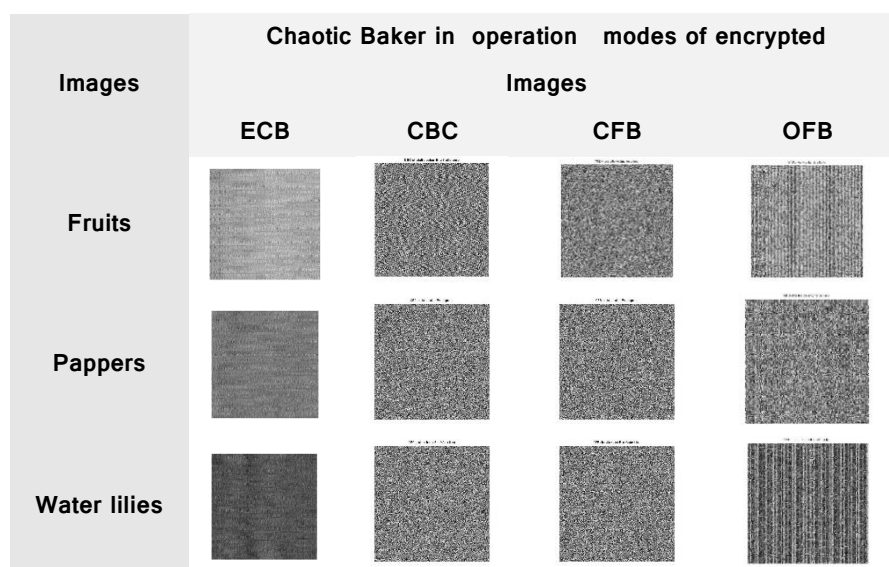 Chaotic Baker in operation modes of encrypted
Images
Images
ECB CBC CFB OFB
Fruits
Pappers
Water lilies